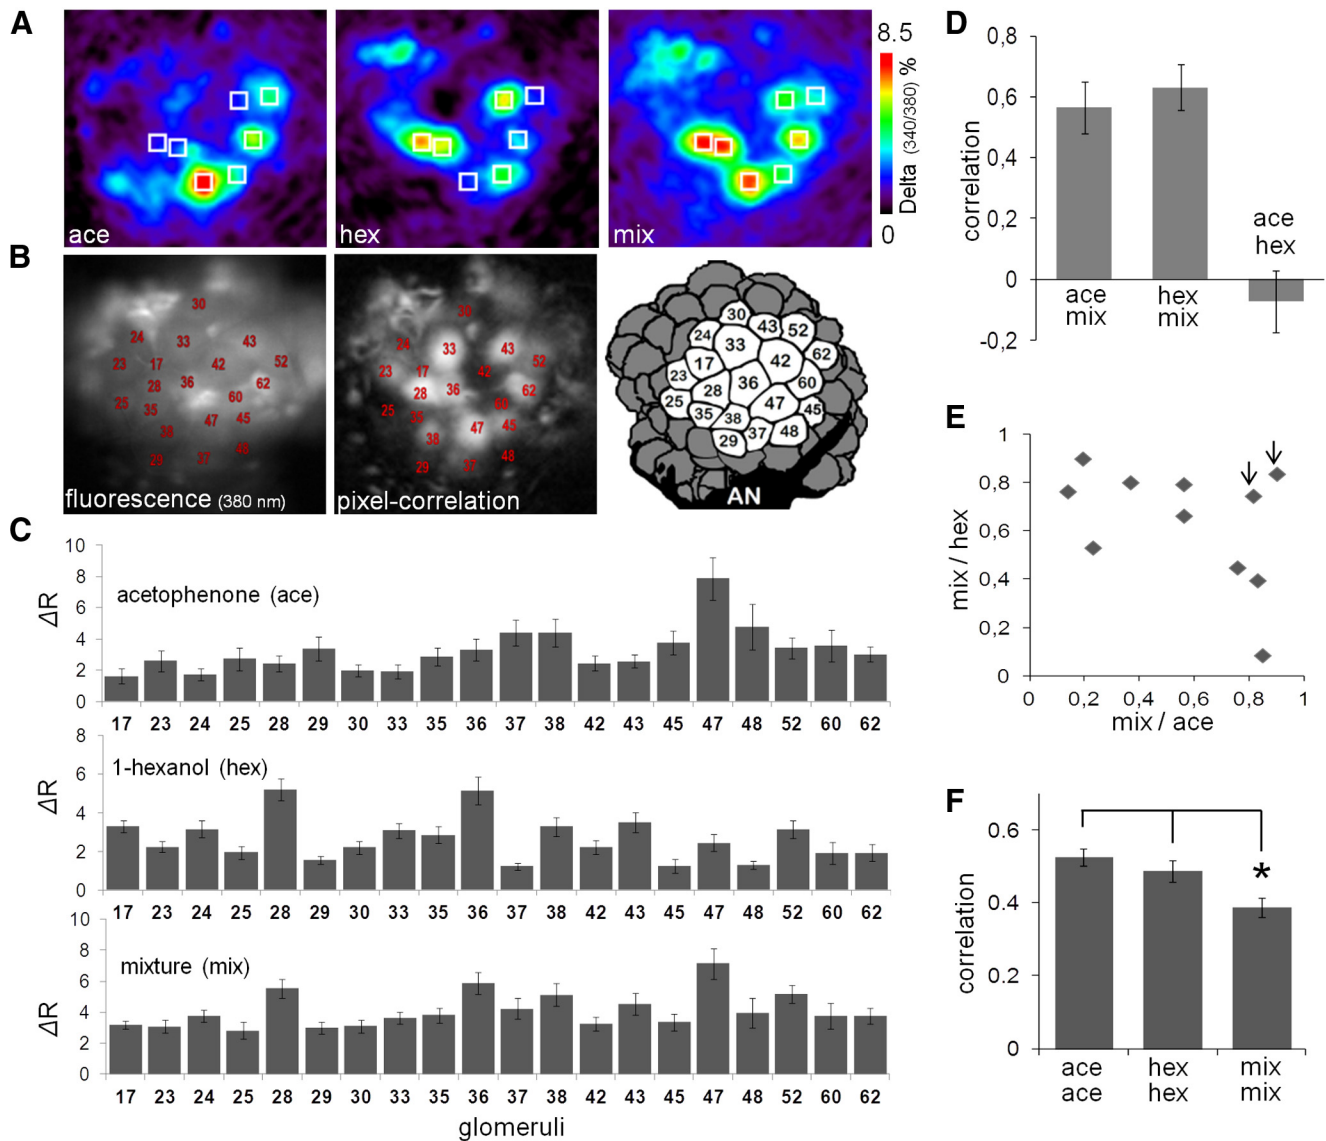 A
ace
hex
mix
8.5
%
Delta (340/380)
0
B
30
24
33
43
23
17
42
52
28
36
62
25
35
60
47
45
38
48
29
37
fluorescence (380 nm)
30
24
33
43
23
17
42
52
28
36
62
25
35
60
38
47
45
29
37
48
pixel-correlation
30
24
43
52
33
17
42
62
23
28
36
60
25
35
38
47
45
29
37
48
AN
C
10
8
6
4
2
0
ΔR
acetophenone (ace)
17 23 24 25 28 29 30 33 35 36 37 38 42 43 45 47 48 52 60 62
8
6
4
2
0
ΔR
1-hexanol (hex)
17 23 24 25 28 29 30 33 35 36 37 38 42 43 45 47 48 52 60 62
10
8
6
4
2
0
ΔR
mixture (mix)
17 23 24 25 28 29 30 33 35 36 37 38 42 43 45 47 48 52 60 62
glomeruli
D
0,8
0,6
0,4
0,2
0
-0,2
correlation
ace
mix
hex
mix
ace
hex
E
1
0,8
0,6
0,4
0,2
0
mix / hex
0 0,2 0,4 0,6 0,8 1
mix / ace
F
0,6
0,4
0,2
0
correlation
*
ace
ace
hex
hex
mix
mix